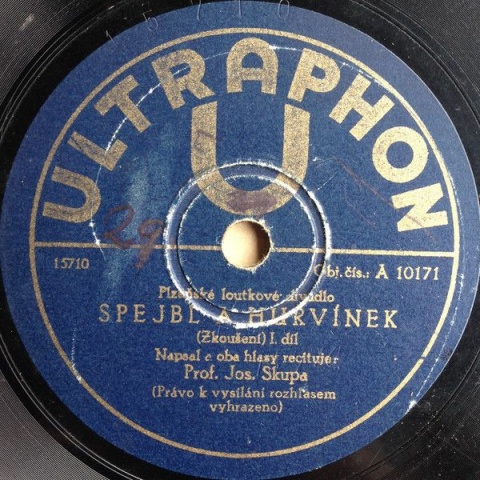 15710
ULTRAPHON
U
29
15710
Obj. čís.: A 10171
Plzeňské loutkové divadlo
SPEJBL A HURVÍNEK
(Zkoušení) I. díl
Napsal a oba hlasy recituje:
Prof. Jos. Skupa
(Právo k vysílání rozhlasem
vyhrazeno)